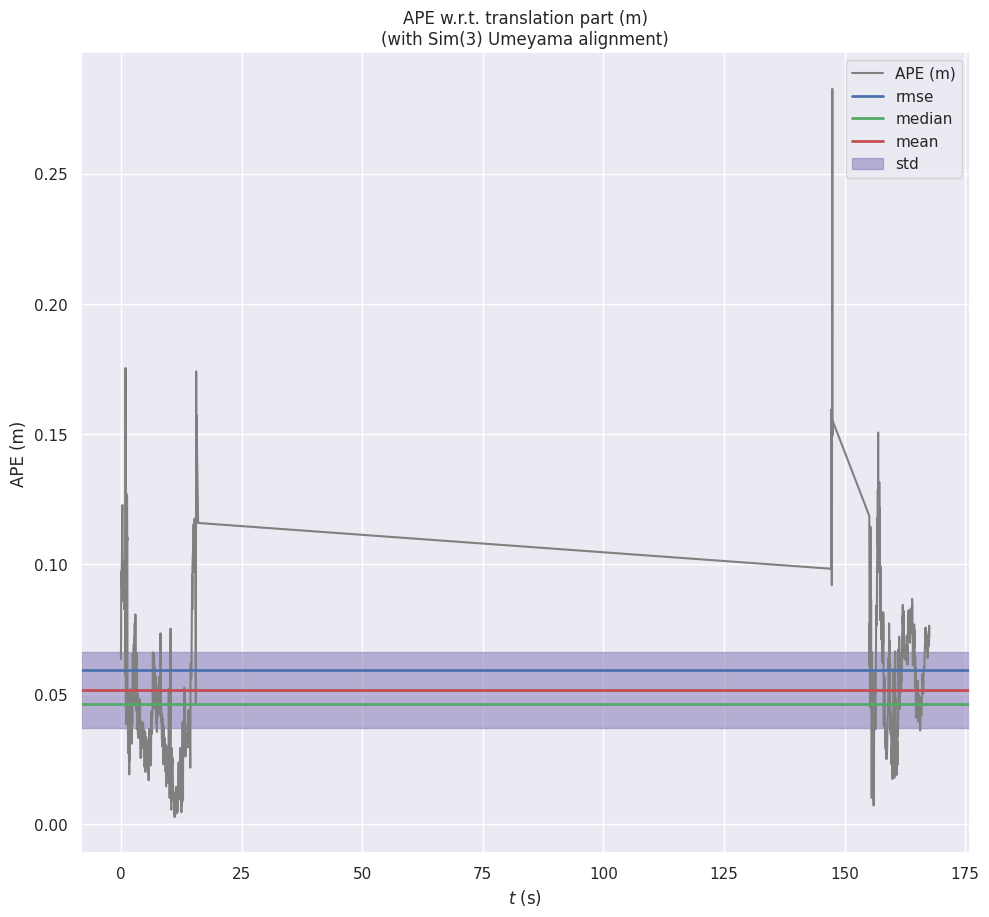 APE w.r.t. translation part (m)
(with Sim(3) Umeyama alignment)
APE (m)
rmse
median
mean
std
0.25
0.20
0.15
0.10
0.05
0.00
APE (m)
0
25
50
75
100
125
150
175
t (s)